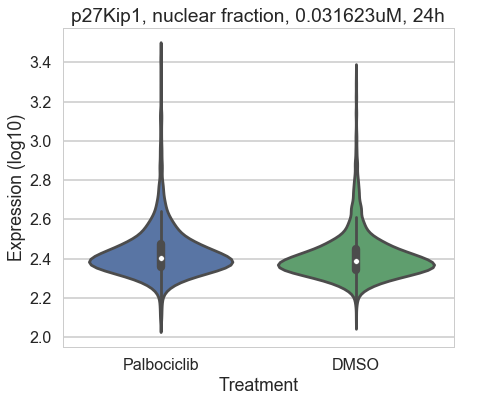 p27Kip1, nuclear fraction, 0.031623uM, 24h
Expression (log10)
3.4
3.2
3.0
2.8
2.6
2.4
2.2
2.0
Palbociclib DMSO
Treatment